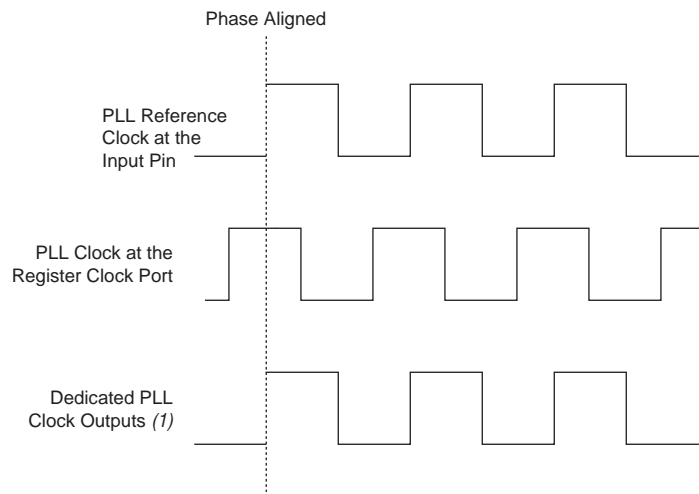 Phase Aligned
PLL Reference
Clock at the
Input Pin
PLL Clock at the
Register Clock Port
Dedicated PLL
Clock Outputs (1)